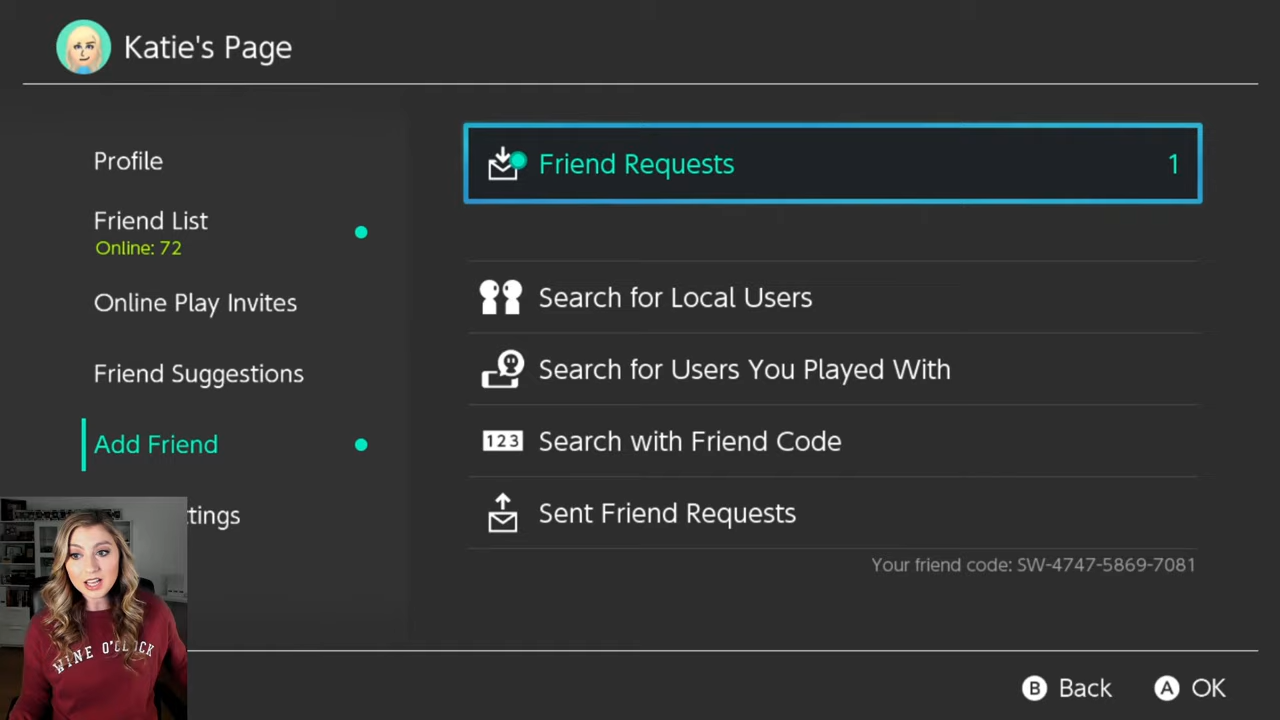 Katie's Page
Profile
Friend List
Online: 72
Online Play Invites
Friend Suggestions
Add Friend
ttings
Friend Requests 1
Search for Local Users
Search for Users You Played With
123 Search with Friend Code
Sent Friend Requests
Your friend code: SW-4747-5869-7081
WINE O'CLOCK
B Back A OK